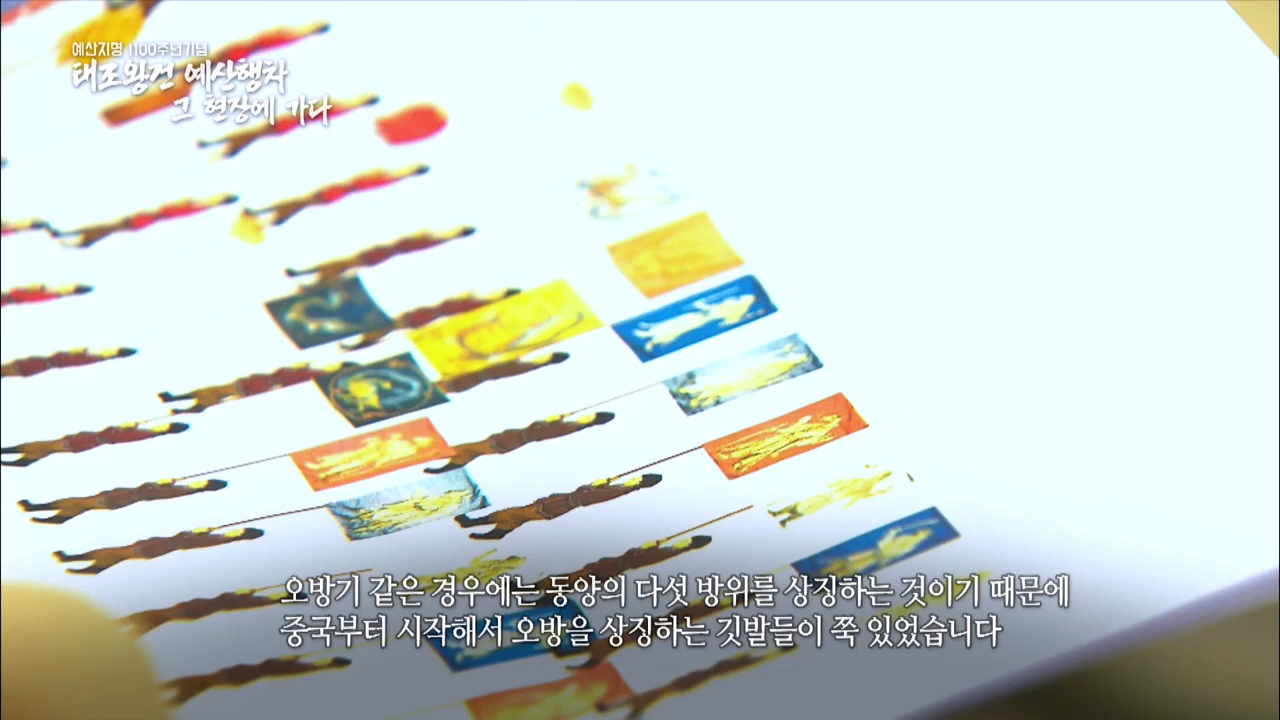 예산지명 1100주년기념
태조왕건 예산행차
그 현장에 가다
오방기 같은 경우에는 동양의 다섯 방위를 상징하는 것이기 때문에
중국부터 시작해서 오방을 상징하는 깃발들이 쭉 있었습니다